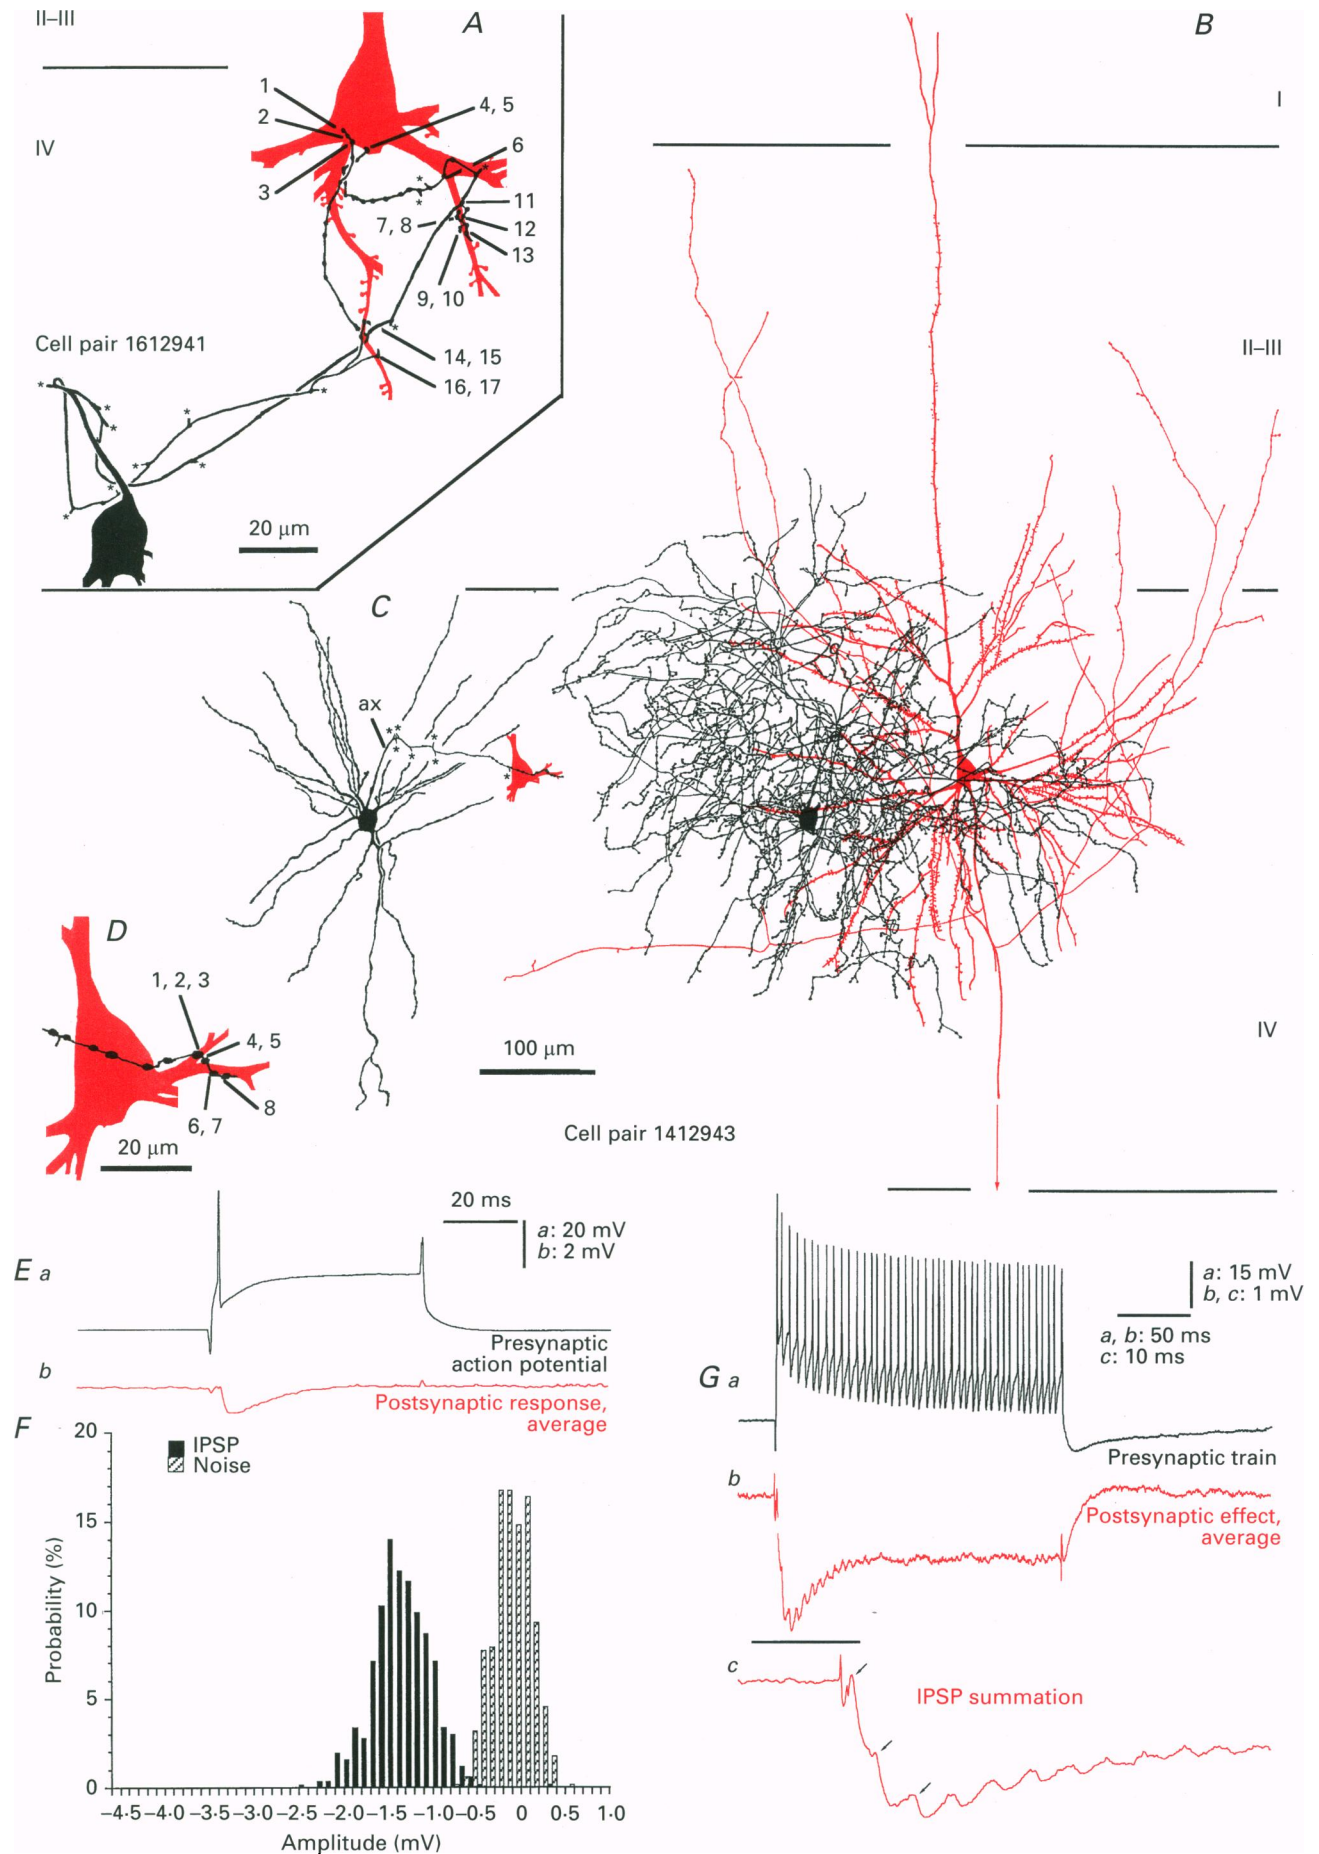 II–III
A
B
1
2
4, 5
I
IV
6
3
11
7, 8
12
13
9, 10
Cell pair 1612941
14, 15
II–III
16, 17
*
20 μm
C
ax
D
1, 2, 3
4, 5
IV
100 μm
8
6, 7
Cell pair 1412943
20 μm
20 ms
a: 20 mV
b: 2 mV
E a
a: 15 mV
b, c: 1 mV
a, b: 50 ms
c: 10 ms
Presynaptic
action potential
G a
b
Postsynaptic response,
average
F
20
IPSP
Noise
Presynaptic train
b
15
Postsynaptic effect,
average
Probability (%)
10
c
IPSP summation
5
0
–4·5 –4·0 –3·5 –3·0 –2·5 –2·0 –1·5 –1·0 –0·5 0 0·5 1·0
Amplitude (mV)